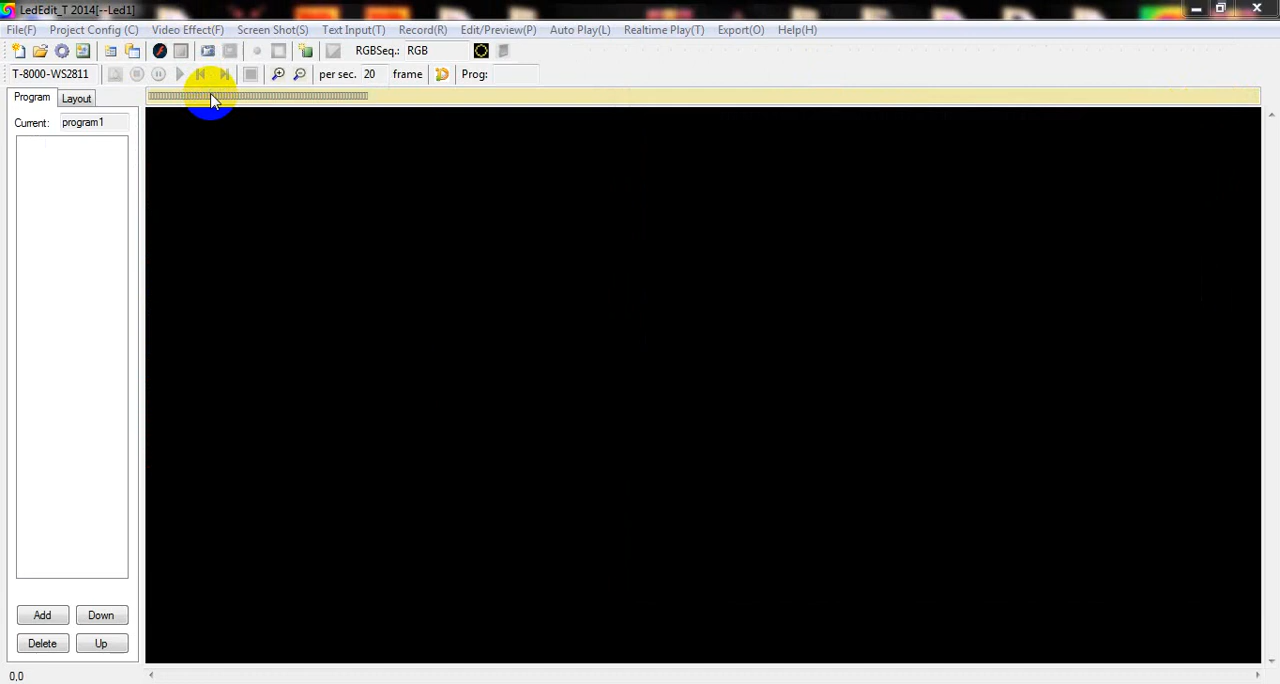 LedEdit_T 2014[--Led1]
File(F) Project Config (C) Video Effect(F) Screen Shot(S) Text Input(T) Record(R) Edit/Preview(P) Auto Play(L) Realtime Play(T) Export(O) Help(H)
RGBSeq.: RGB
T-8000-WS2811 per sec. 20 frame Prog:
Program Layout
Current: program1
Add Down
Delete Up
0,0